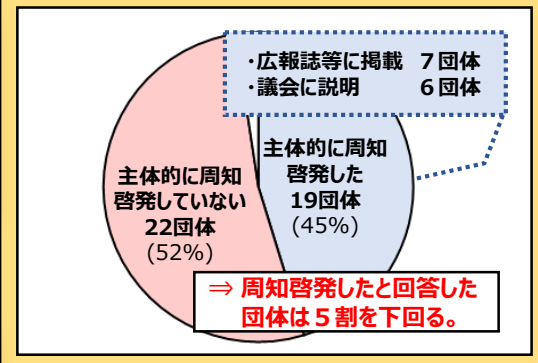 ・広報誌等に掲載 7団体
・議会に説明 6団体
主体的に周知
啓発した
19団体
(45%)
主体的に周知
啓発していない
22団体
(52%)
⇒ 周知啓発したと回答した
団体は5割を下回る。